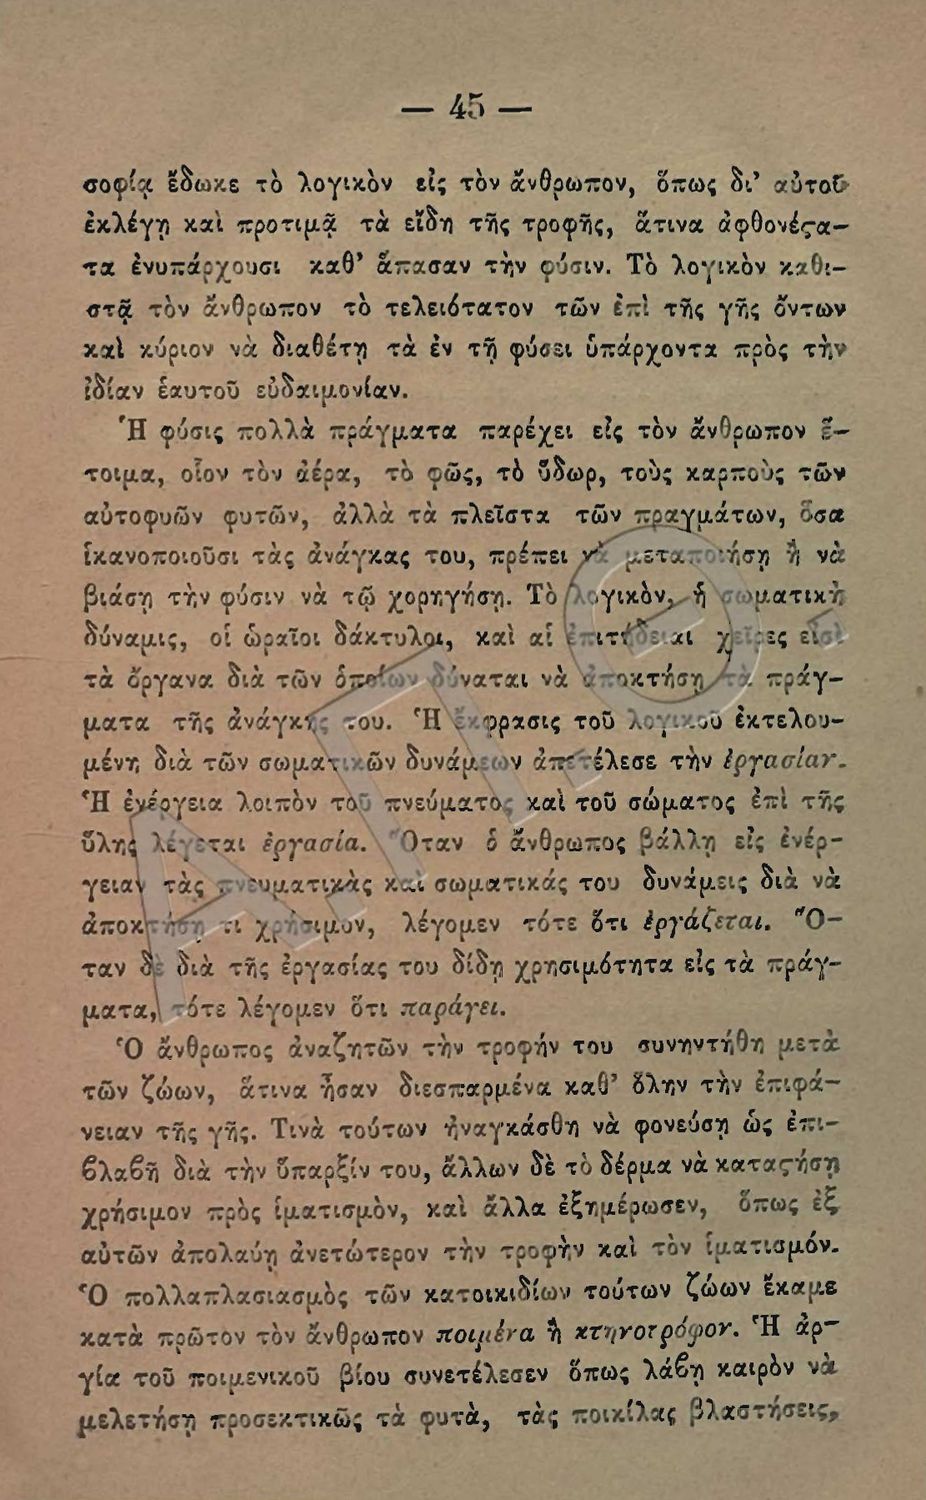 — 45 —
σοφίᾳ ἔδωκε τὸ λογικὸν εἰς τὸν ἄνθρωπον, ὅπως δι’ αὐτοῦ
ἐκλέγῃ καὶ προτιμᾷ τὰ εἴδη τῆς τροφῆς, ἅτινα ἀφθονέϛα-
τα ἐνυπάρχουσι καθ’ ἅπασαν τὴν φύσιν. Τὸ λογικὸν καθι-
στᾷ τὸν ἄνθρωπον τὸ τελειότατον τῶν ἐπὶ τῆς γῆς ὄντων
καὶ κύριον νὰ διαθέτῃ τὰ ἐν τῇ φύσει ὑπάρχοντα πρὸς τὴν
ἰδίαν ἑαυτοῦ εὐδαιμονίαν.
Ἡ φύσις πολλὰ πράγματα παρέχει εἰς τὸν ἄνθρωπον ἕ-
τοιμα, οἷον τὸν ἀέρα, τὸ φῶς, τὸ ὕδωρ, τοὺς καρποὺς τῶν
αὐτοφυῶν φυτῶν, ἀλλὰ τὰ πλεῖστα τῶν πραγμάτων, ὅσα
ἱκανοποιοῦσι τὰς ἀνάγκας του, πρέπει νὰ μεταποιήσῃ ἢ νὰ
βιάσῃ τὴν φύσιν νὰ τῷ χορηγήσῃ. Τὸ λογικὸν, ἡ σωματικὴ
δύναμις, οἱ ὡραῖοι δάκτυλοι, καὶ αἱ ἐπιτήδειαι χεῖρες εἰσὶ
τὰ ὄργανα διὰ τῶν ὁποίων δύναται νὰ ἀποκτήσῃ τὰ πράγ-
ματα τῆς ἀνάγκης του. Ἡ ἔκφρασις τοῦ λογικοῦ ἐκτελου-
μένη διὰ τῶν σωματικῶν δυνάμεων ἀπετέλεσε τὴν ἐργασίαν.
Ἡ ἐνέργεια λοιπὸν τοῦ πνεύματος καὶ τοῦ σώματος ἐπὶ τῆς
ὕλης λέγεται ἐργασία. Ὅταν ὁ ἄνθρωπος βάλλῃ εἰς ἐνέρ-
γειαν τὰς πνευματικὰς καὶ σωματικάς του δυνάμεις διὰ νὰ
ἀποκτήσῃ τι χρήσιμον, λέγομεν τότε ὅτι ἐργάζεται. Ὅ-
ταν δὲ διὰ τῆς ἐργασίας του δίδῃ χρησιμότητα εἰς τὰ πράγ-
ματα, τότε λέγομεν ὅτι παράγει.
Ὁ ἄνθρωπος ἀναζητῶν τὴν τροφήν του συνηντήθη μετὰ
τῶν ζώων, ἅτινα ἦσαν διεσπαρμένα καθ’ ὅλην τὴν ἐπιφά-
νειαν τῆς γῆς. Τινὰ τούτων ἠναγκάσθη νὰ φονεύσῃ ὡς ἐπι-
βλαβῆ διὰ τὴν ὕπαρξίν του, ἄλλων δὲ τὸ δέρμα νὰ καταϛήσῃ
χρήσιμον πρὸς ἱματισμὸν, καὶ ἄλλα ἐξημέρωσεν, ὅπως ἐξ
αὐτῶν ἀπολαύῃ ἀνετώτερον τὴν τροφὴν καὶ τὸν ἱματισμόν.
Ὁ πολλαπλασιασμὸς τῶν κατοικιδίων τούτων ζώων ἔκαμε
κατὰ πρῶτον τὸν ἄνθρωπον ποιμένα ἢ κτηνοτρόφον. Ἡ ἀρ-
γία τοῦ ποιμενικοῦ βίου συνετέλεσεν ὅπως λάβῃ καιρὸν νὰ
μελετήσῃ προσεκτικῶς τὰ φυτὰ, τὰς ποικίλας βλαστήσεις,